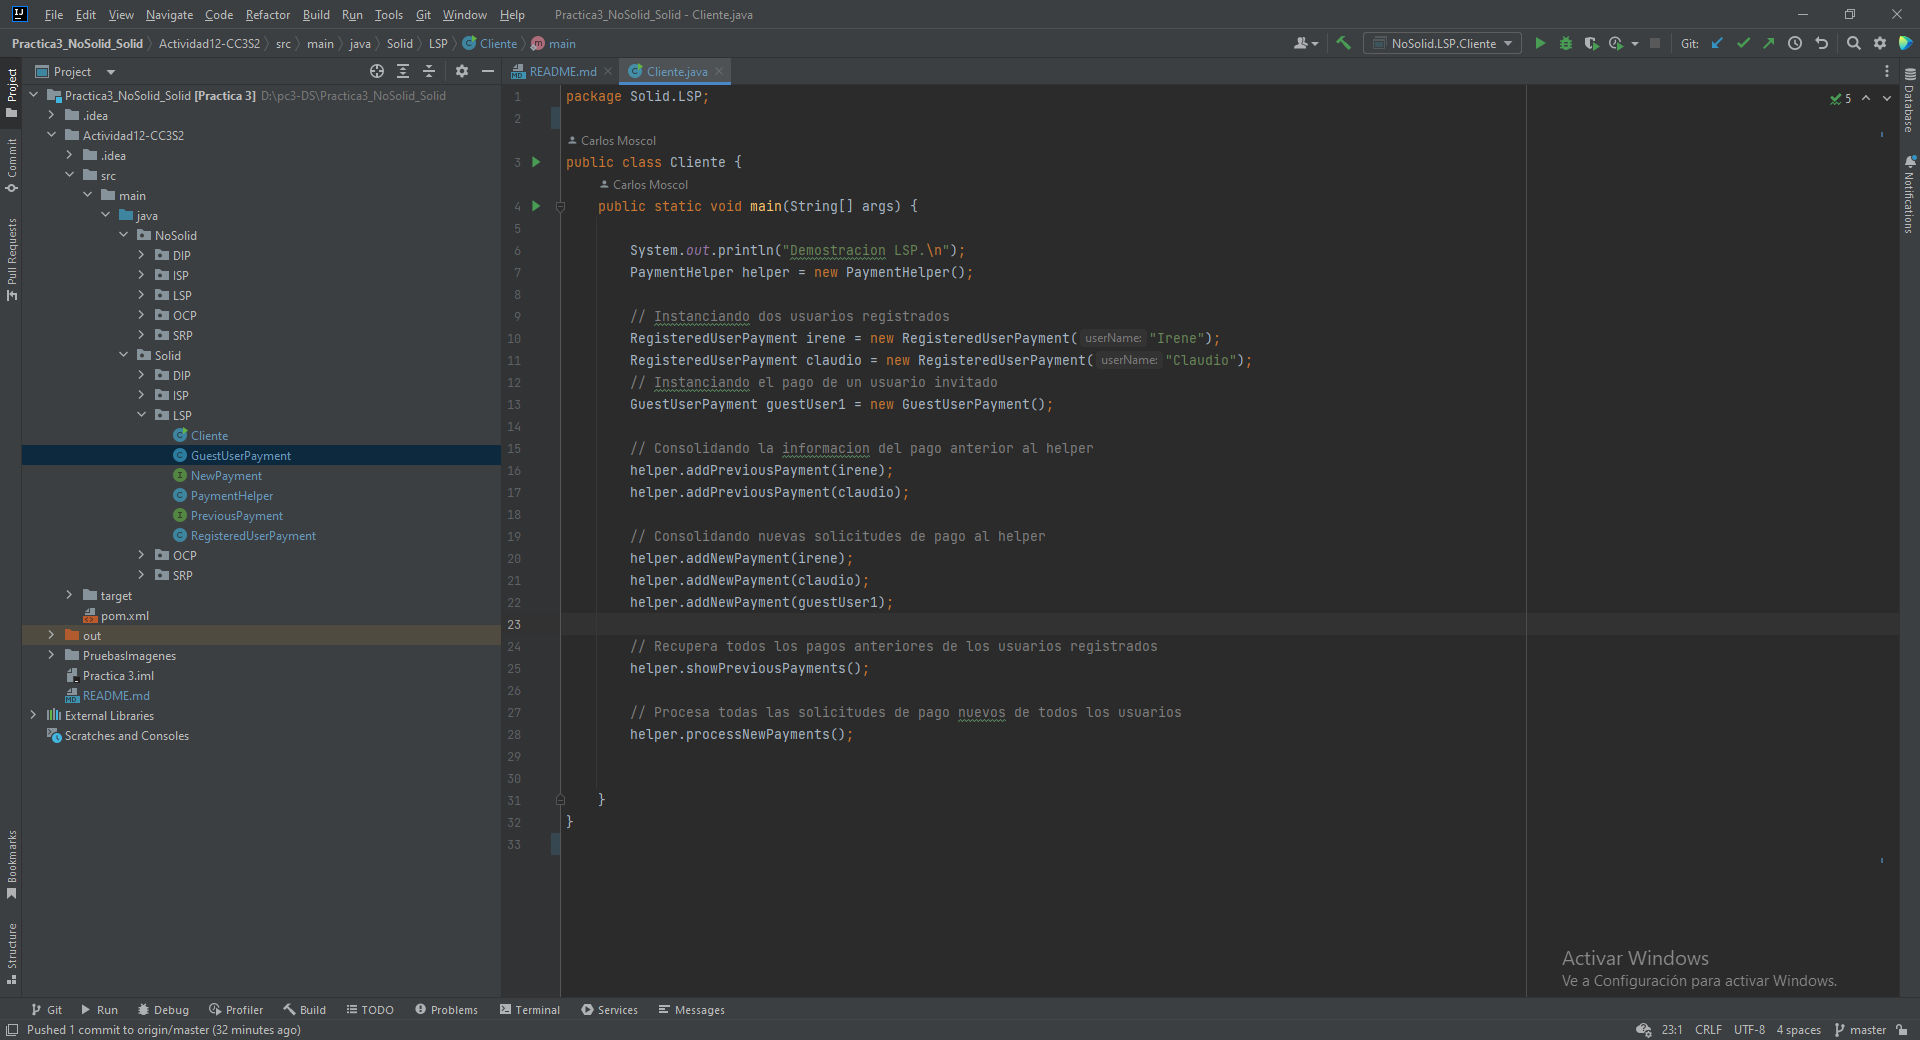 File Edit View Navigate Code Refactor Build Run Tools Git Window Help Practica3_NoSolid_Solid - Cliente.java
Practica3_NoSolid_Solid Actividad12-CC3S2 src main java Solid LSP Cliente main NoSolid.LSP.Cliente Git:
Project
README.md
Cliente.java
Practica3_NoSolid_Solid [Practica 3] D:\pc3-DS\Practica3_NoSolid_Solid
.idea
Actividad12-CC3S2
.idea
src
main
java
NoSolid
DIP
ISP
LSP
OCP
SRP
Solid
DIP
ISP
LSP
Cliente
GuestUserPayment
NewPayment
PaymentHelper
PreviousPayment
RegisteredUserPayment
OCP
SRP
target
pom.xml
out
PruebasImagenes
Practica 3.iml
README.md
External Libraries
Scratches and Consoles
Project
Commit
Pull Requests
Bookmarks
Structure
1 package Solid.LSP;
2
Carlos Moscol
3 public class Cliente {
Carlos Moscol
4 public static void main(String[] args) {
5
6 System.out.println("Demostracion LSP.\n");
7 PaymentHelper helper = new PaymentHelper();
8
9 // Instanciando dos usuarios registrados
10 RegisteredUserPayment irene = new RegisteredUserPayment( userName: "Irene");
11 RegisteredUserPayment claudio = new RegisteredUserPayment( userName: "Claudio");
12 // Instanciando el pago de un usuario invitado
13 GuestUserPayment guestUser1 = new GuestUserPayment();
14
15 // Consolidando la informacion del pago anterior al helper
16 helper.addPreviousPayment(irene);
17 helper.addPreviousPayment(claudio);
18
19 // Consolidando nuevas solicitudes de pago al helper
20 helper.addNewPayment(irene);
21 helper.addNewPayment(claudio);
22 helper.addNewPayment(guestUser1);
23
24 // Recupera todos los pagos anteriores de los usuarios registrados
25 helper.showPreviousPayments();
26
27 // Procesa todas las solicitudes de pago nuevos de todos los usuarios
28 helper.processNewPayments();
29
30
31 }
32 }
33
5
Database
Notifications
Activar Windows
Ve a Configuración para activar Windows.
Git Run Debug Profiler Build TODO Problems Terminal Services Messages
Pushed 1 commit to origin/master (32 minutes ago) 23:1 CRLF UTF-8 4 spaces master